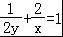 1/2y + 2/x = 1